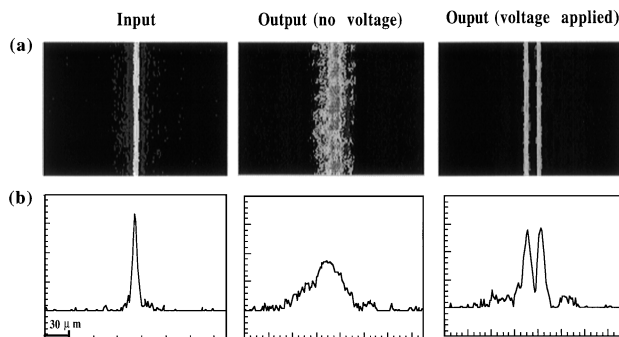 Input
Output (no voltage)
Ouput (voltage applied)
(a)
(b)
30 μm